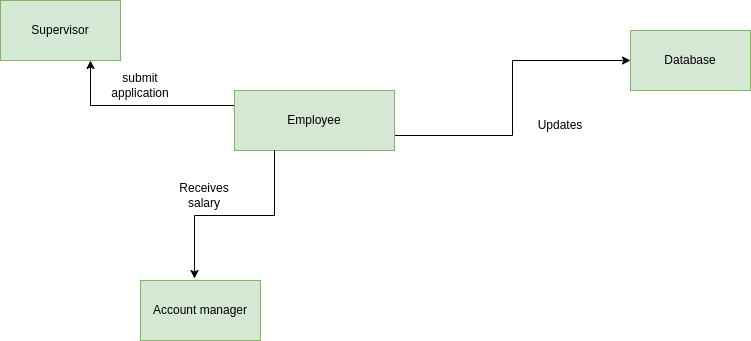 Supervisor
Database
submit
application
Employee
Updates
Receives
salary
Account manager